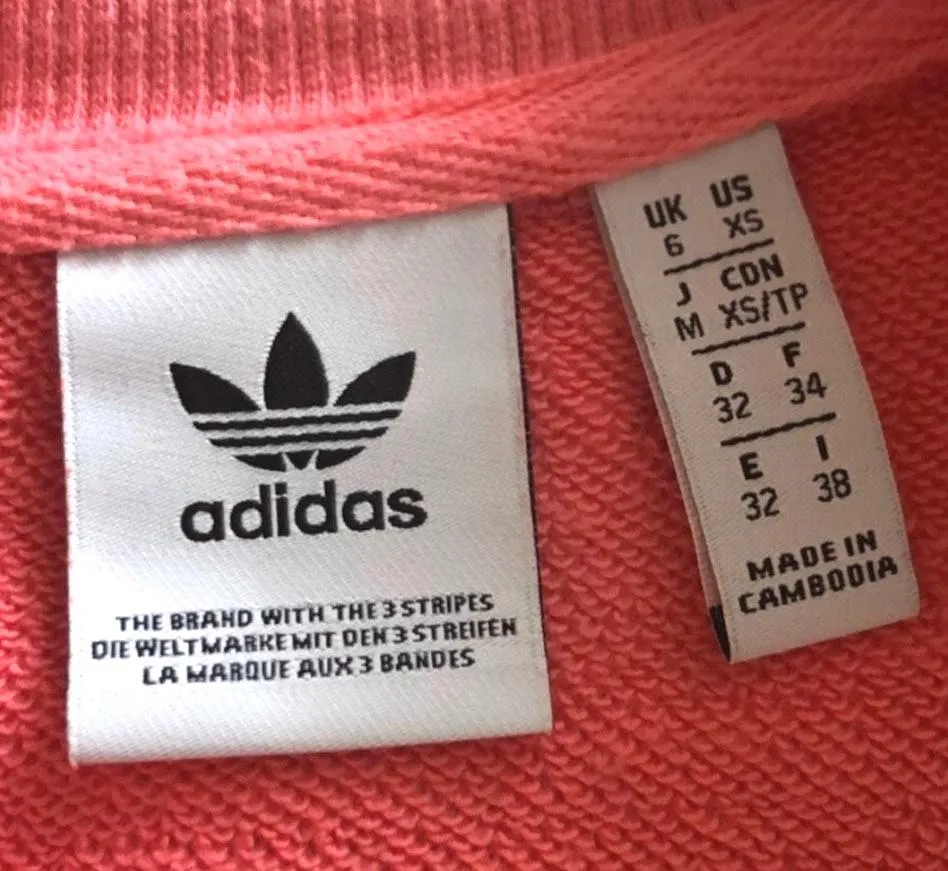 adidas
THE BRAND WITH THE 3 STRIPES
DIE WELTMARKE MIT DEN 3 STREIFEN
LA MARQUE AUX 3 BANDES
UK US
6 XS
J CDN
M XS/TP
D F
32 34
E I
32 38
MADE IN
CAMBODIA